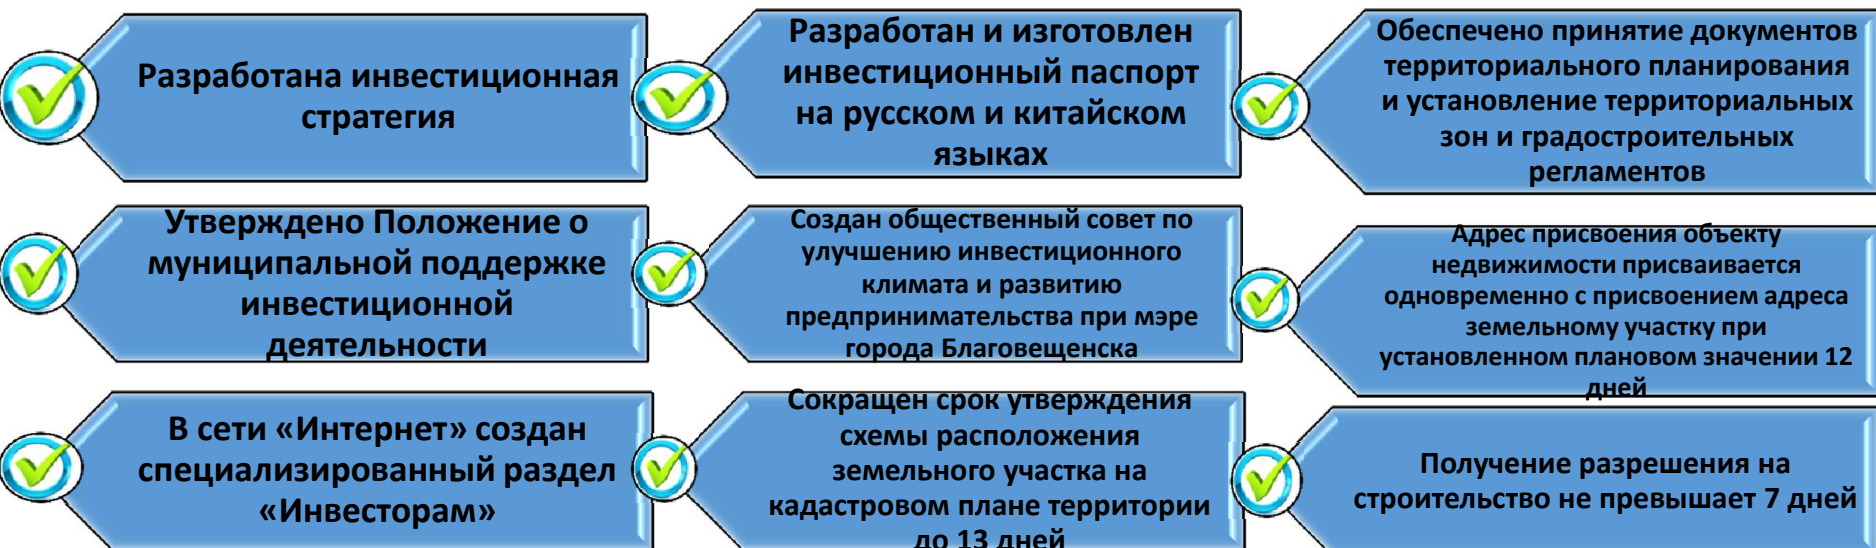 Разработана инвестиционная
стратегия
Разработан и изготовлен
инвестиционный паспорт
на русском и китайском
языках
Обеспечено принятие документов
территориального планирования
и установление территориальных
зон и градостроительных
регламентов
Утверждено Положение о
муниципальной поддержке
инвестиционной
деятельности
Создан общественный совет по
улучшению инвестиционного
климата и развитию
предпринимательства при мэре
города Благовещенска
Адрес присвоения объекту
недвижимости присваивается
одновременно с присвоением адреса
земельному участку при
установленном плановом значении 12
дней
В сети «Интернет» создан
специализированный раздел
«Инвесторам»
Сокращен срок утверждения
схемы расположения
земельного участка на
кадастровом плане территории
до 13 дней
Получение разрешения на
строительство не превышает 7 дней